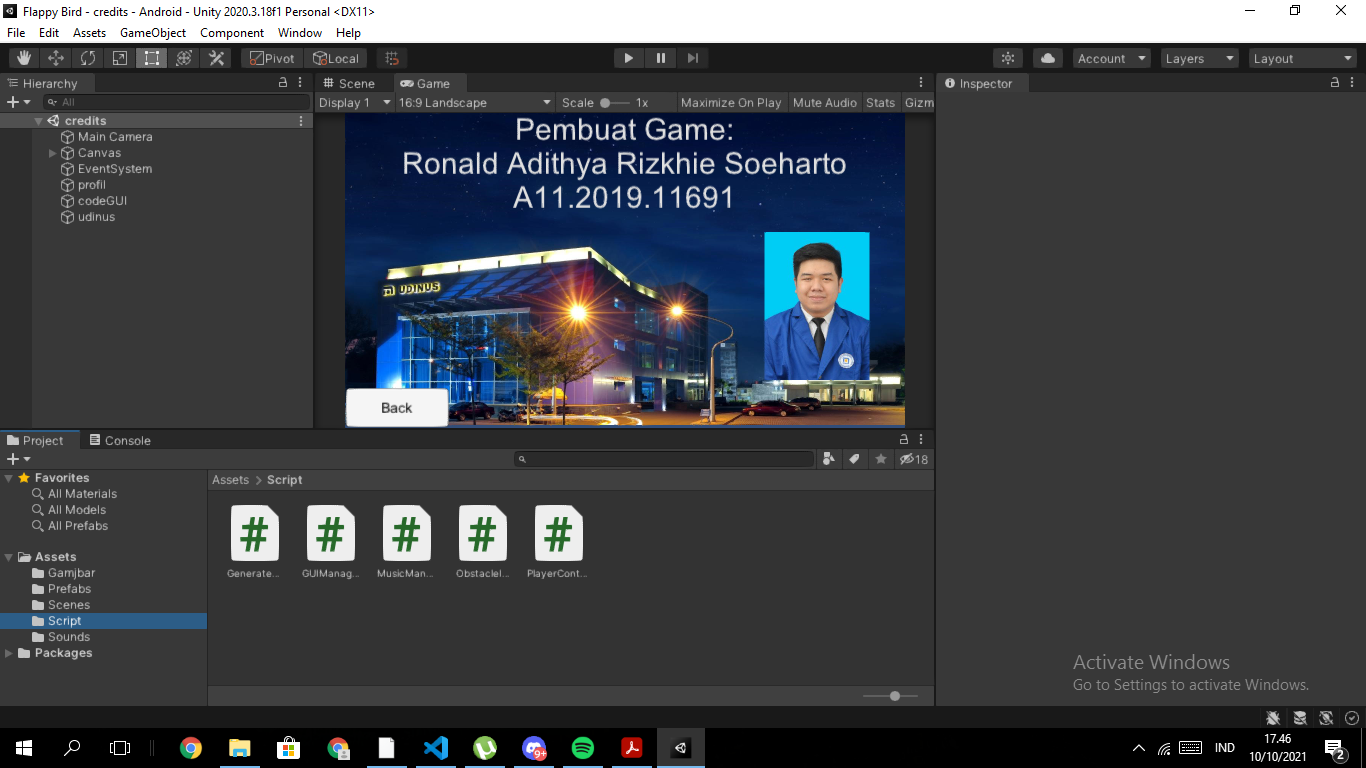 Flappy Bird - credits - Android - Unity 2020.3.18f1 Personal <DX11>
File Edit Assets GameObject Component Window Help
Pivot Local Account Layers Layout
Hierarchy
All
credits
Main Camera
Canvas
EventSystem
profil
codeGUI
udinus
Scene Game
Display 1 16:9 Landscape Scale 1x Maximize On Play Mute Audio Stats Gizm
Pembuat Game:
Ronald Adithya Rizkhie Soeharto
A11.2019.11691
UDINUS
Back
Inspector
Project Console
18
Favorites
All Materials
All Models
All Prefabs
Assets
Gamjbar
Prefabs
Scenes
Script
Sounds
Packages
Assets > Script
Generate... GUIManag... MusicMan... Obstaclel... PlayerCont...
Activate Windows
Go to Settings to activate Windows.
9+
IND
17.46
10/10/2021
2